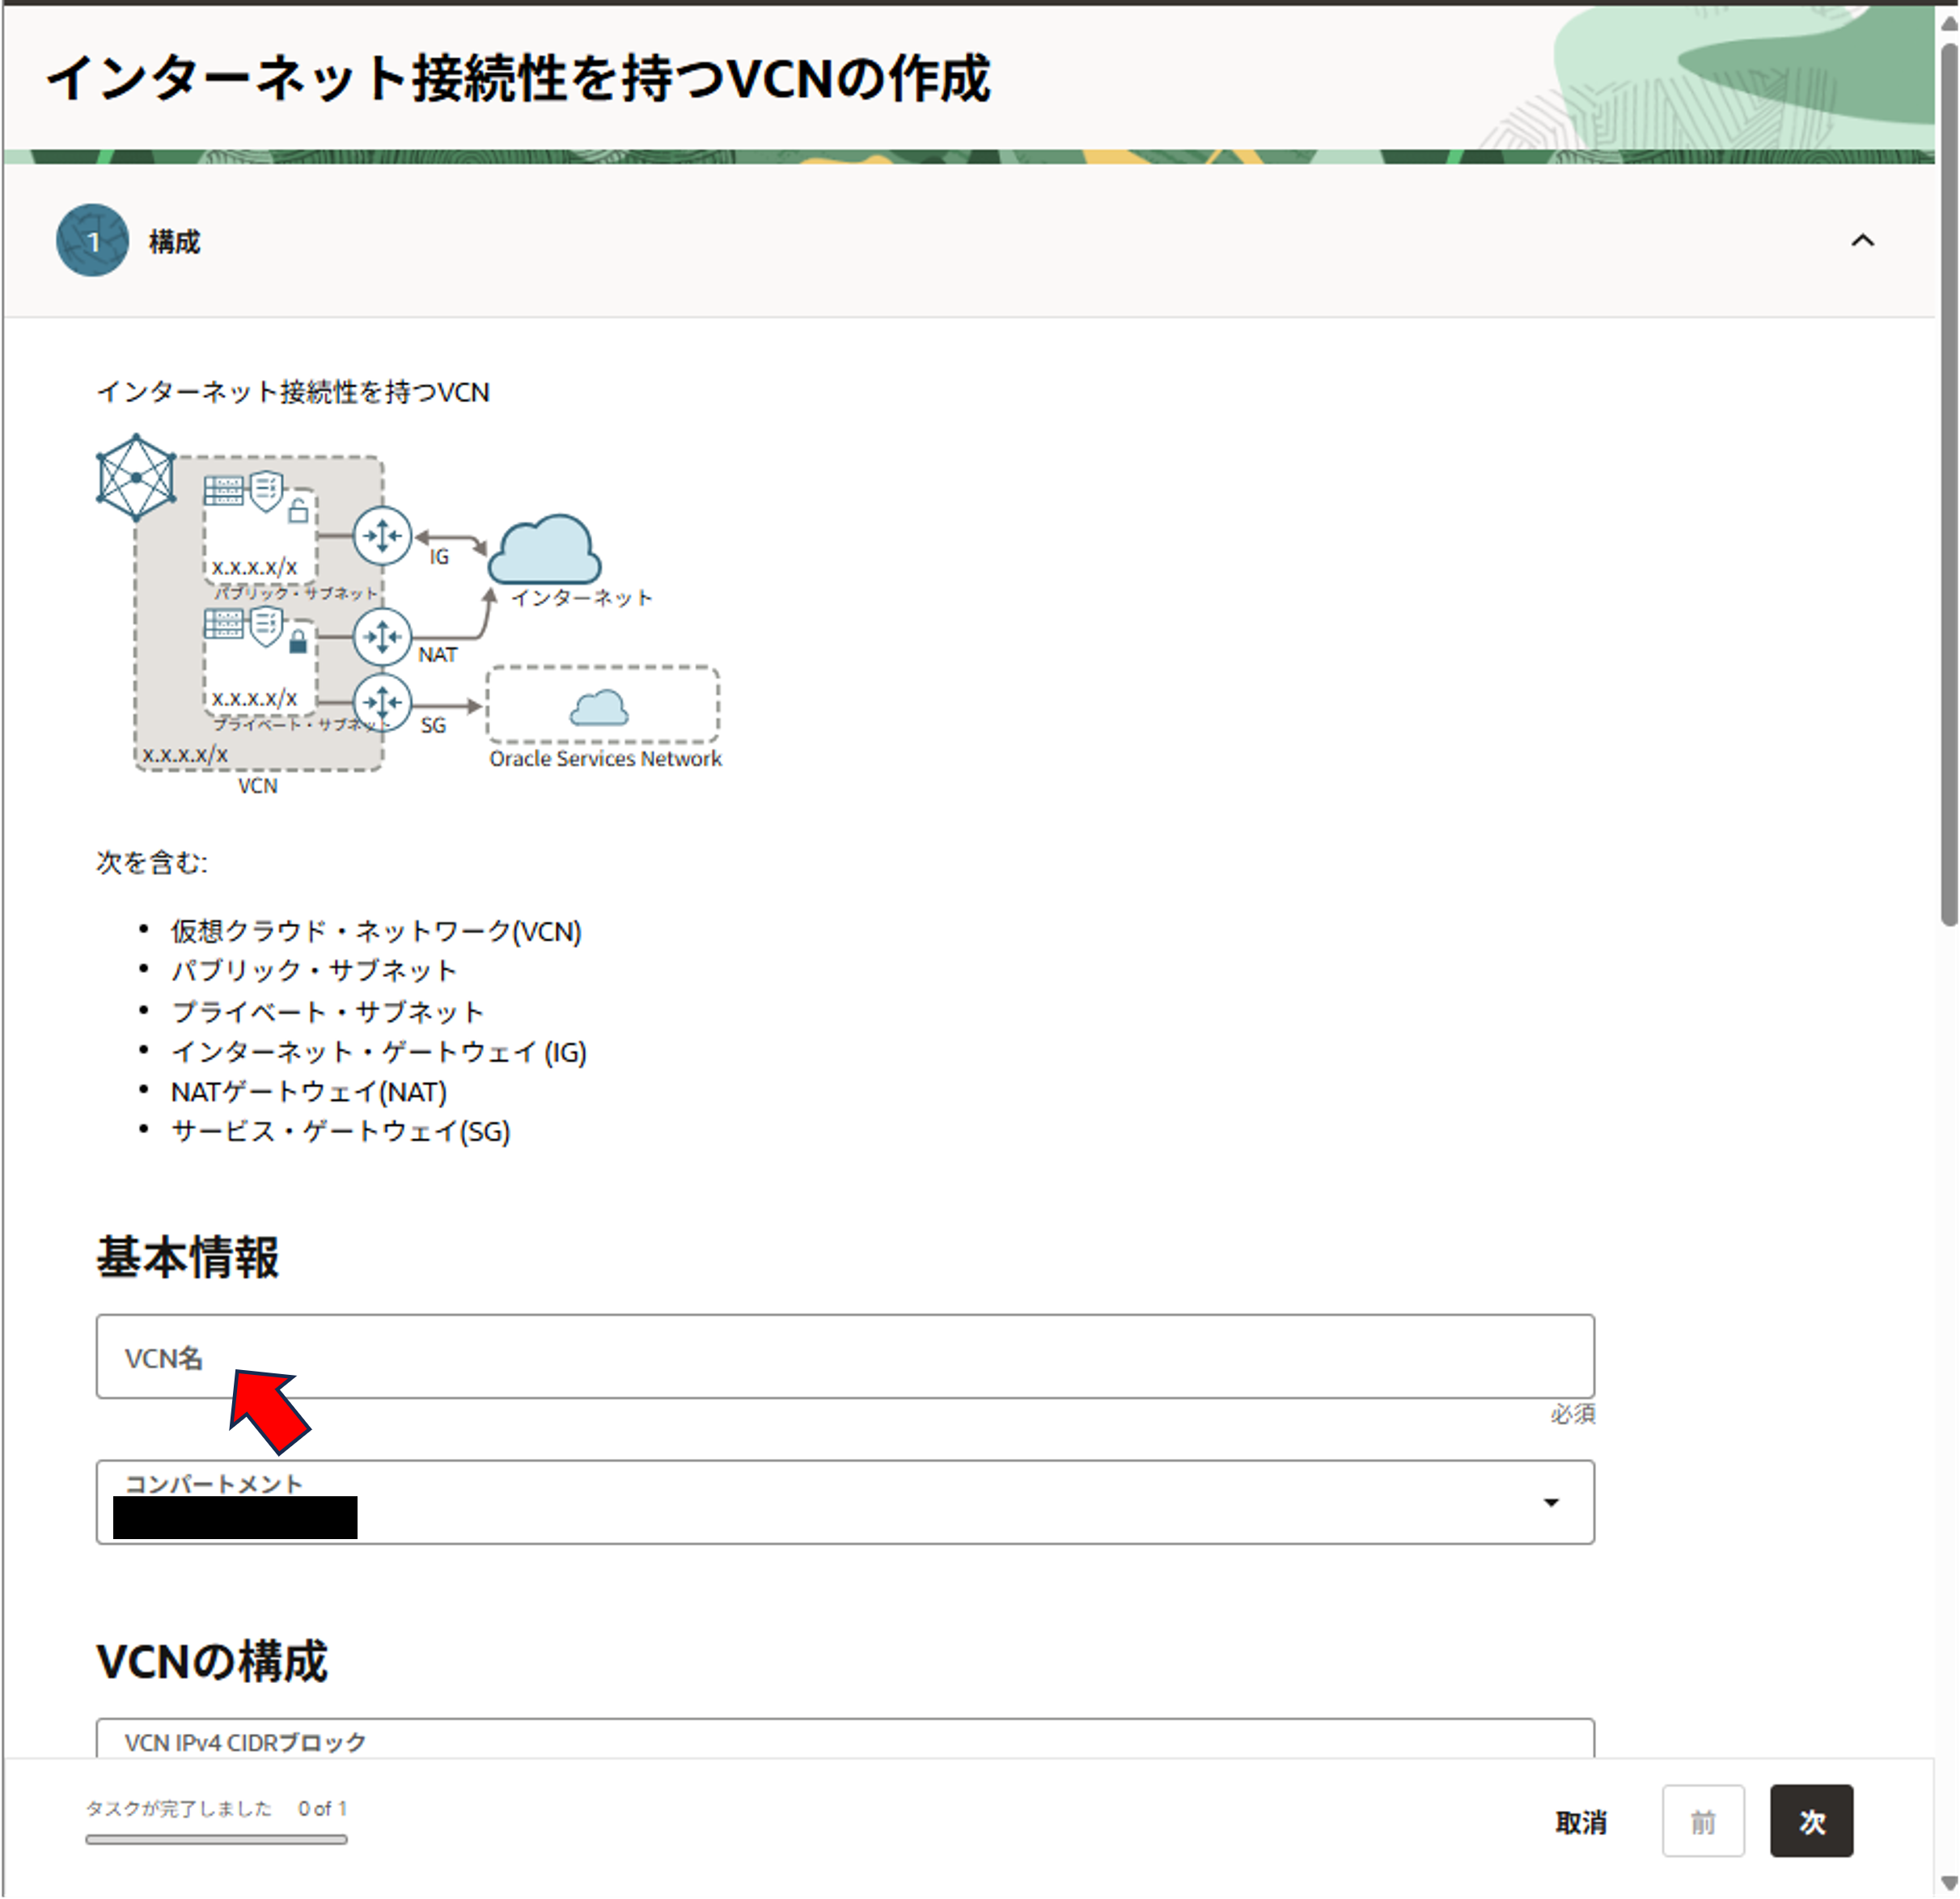 インターネット接続性を持つVCNの作成
1 構成
インターネット接続性を持つVCN
x.x.x.x/x
パブリック・サブネット
IG
インターネット
NAT
x.x.x.x/x
プライベート・サブネット
SG
x.x.x.x/x
Oracle Services Network
VCN
次を含む:
• 仮想クラウド・ネットワーク(VCN)
• パブリック・サブネット
• プライベート・サブネット
• インターネット・ゲートウェイ (IG)
• NATゲートウェイ(NAT)
• サービス・ゲートウェイ(SG)
基本情報
VCN名
必須
コンパートメント
VCNの構成
VCN IPv4 CIDRブロック
タスクが完了しました 0 of 1
取消
前
次